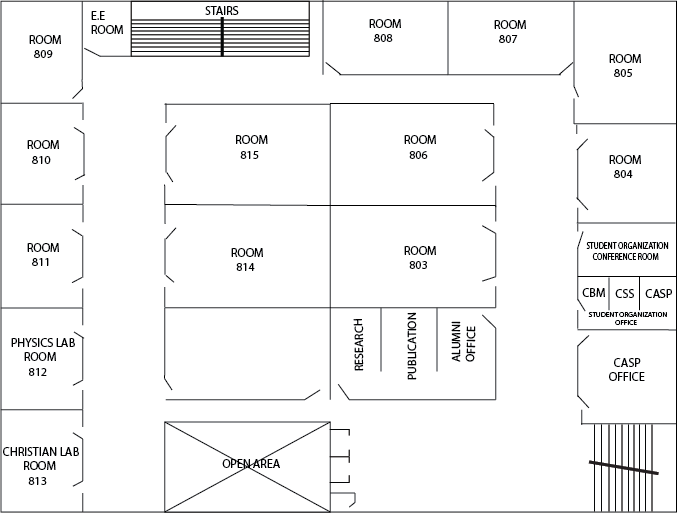 STAIRS
E.E
ROOM
ROOM
809
ROOM
808
ROOM
807
ROOM
805
ROOM
810
ROOM
815
ROOM
806
ROOM
804
ROOM
811
ROOM
814
ROOM
803
STUDENT ORGANIZATION
CONFERENCE ROOM
CBM
CSS
CASP
STUDENT ORGANIZATION
OFFICE
PHYSICS LAB
ROOM
812
RESEARCH
PUBLICATION
ALUMNI
OFFICE
CASP
OFFICE
CHRISTIAN LAB
ROOM
813
OPEN AREA